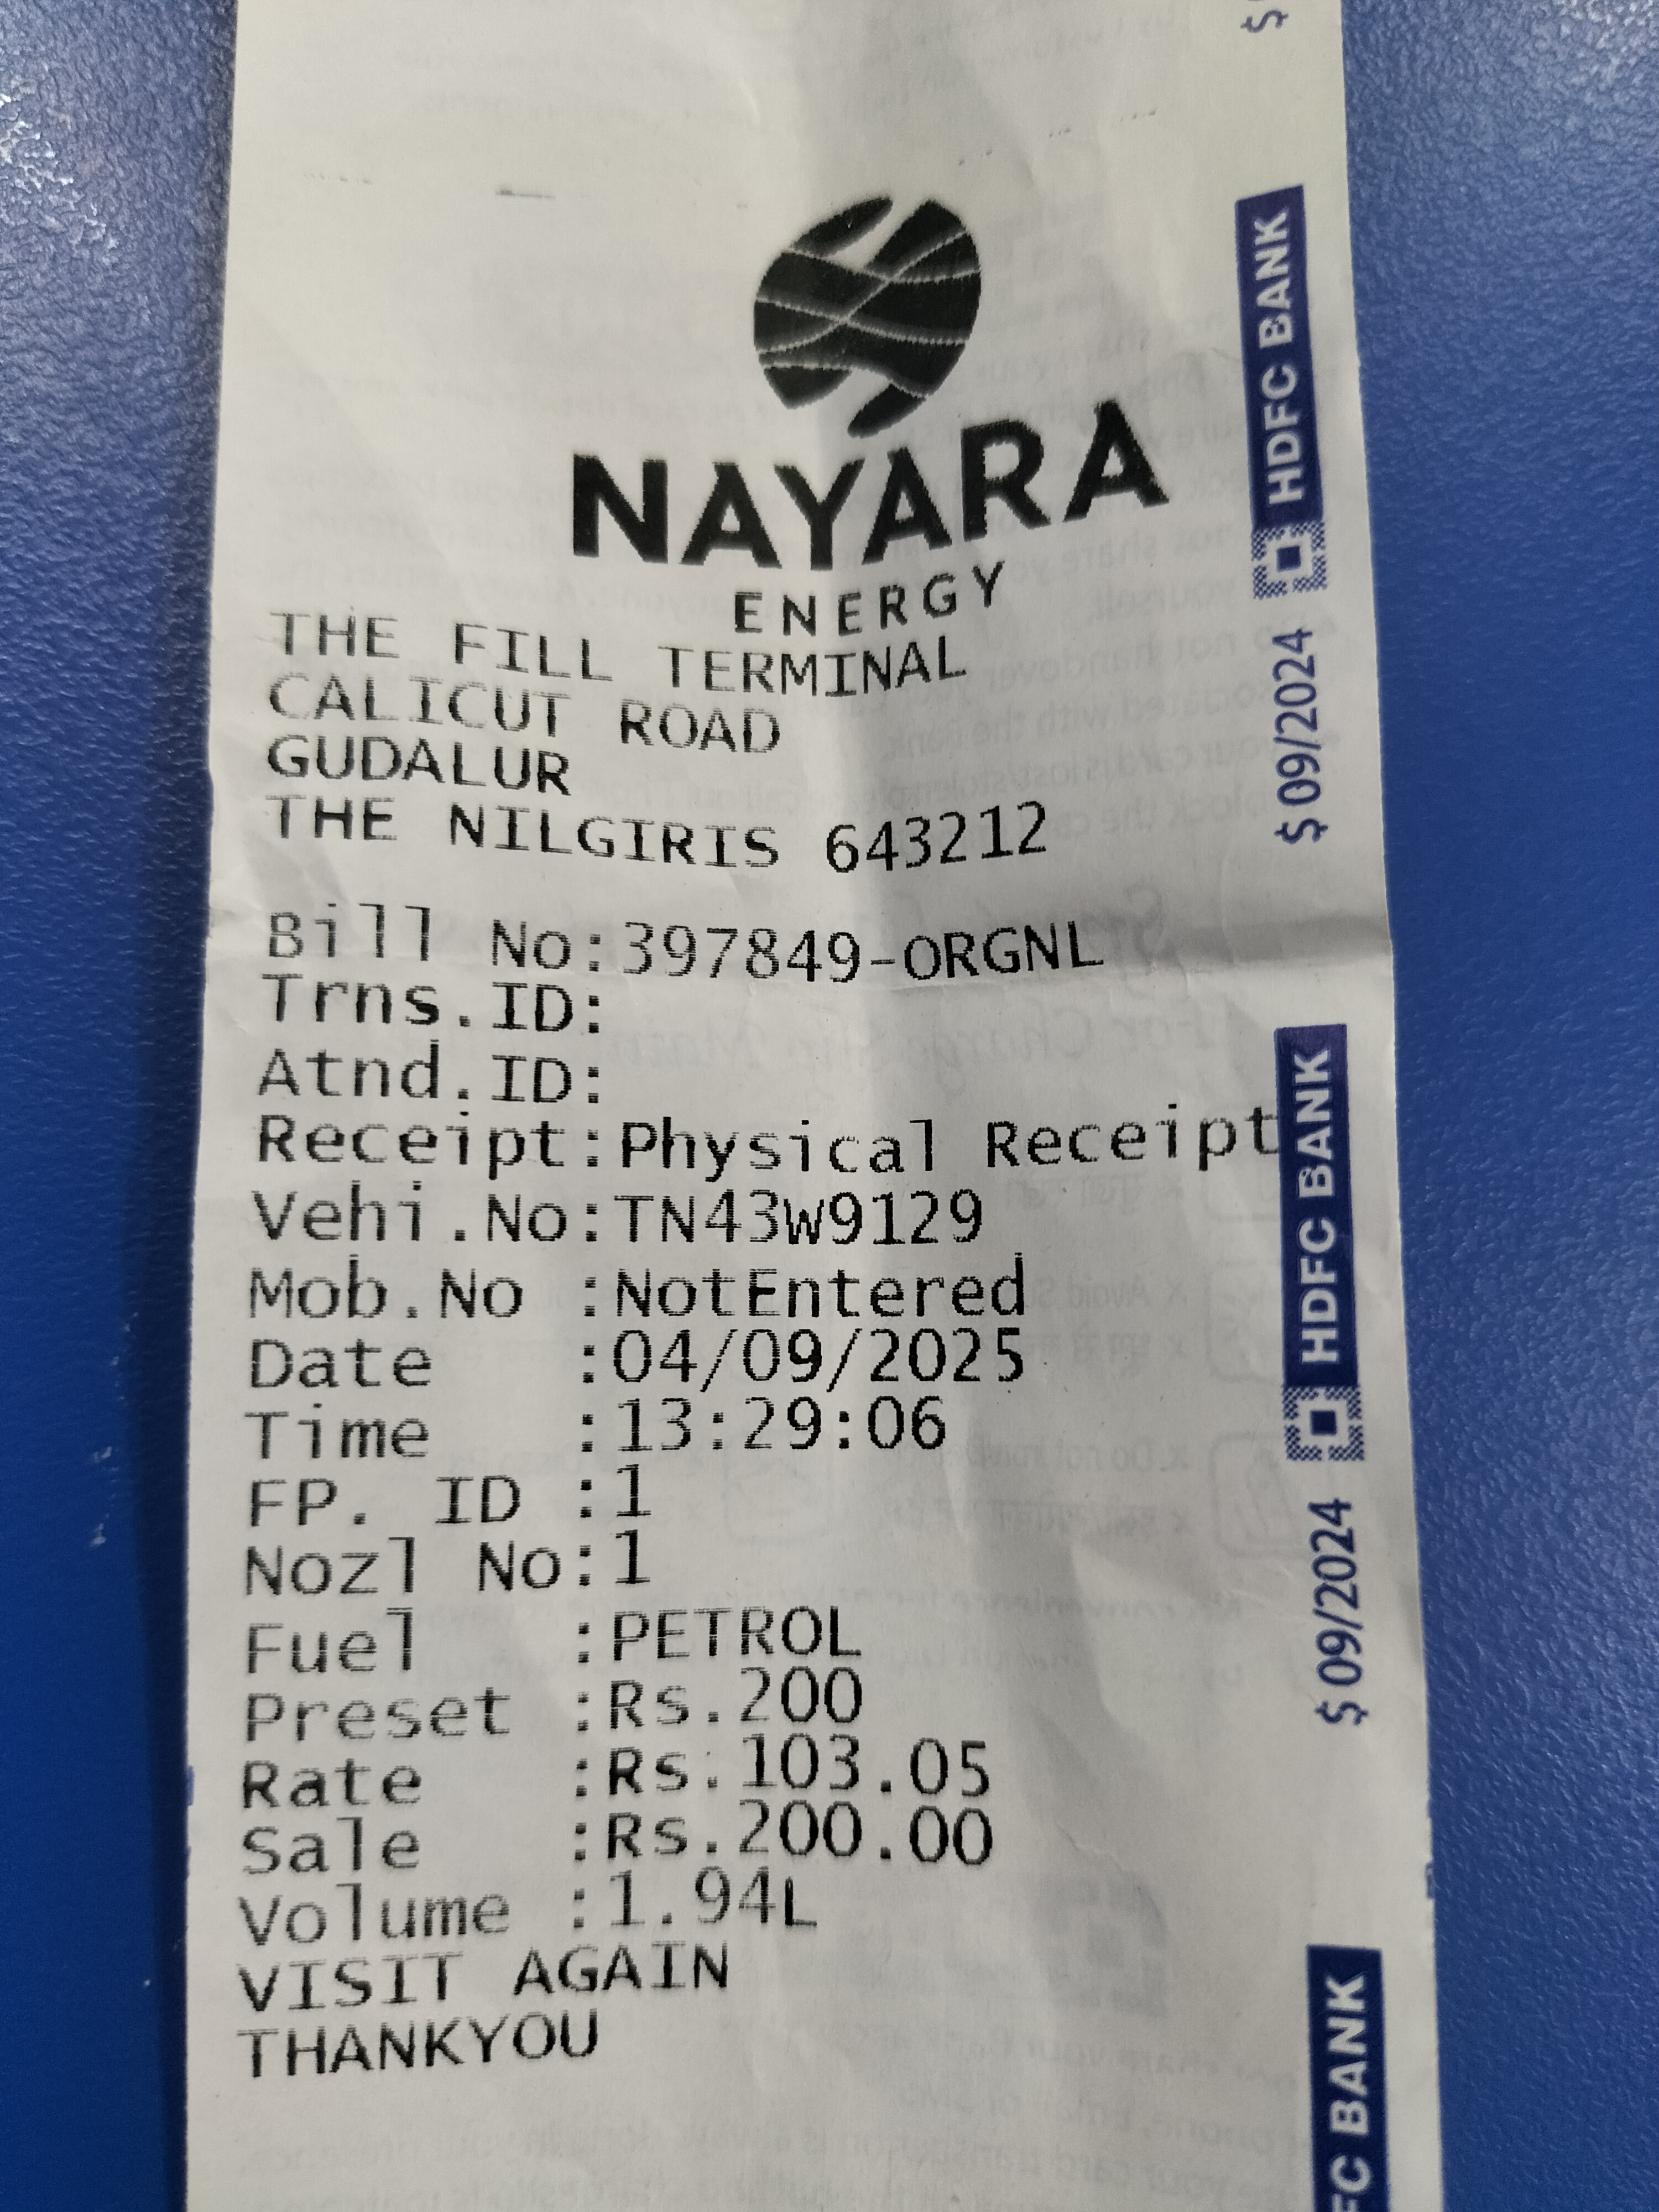 NAYARA
ENERGY
THE FILL TERMINAL
CALICUT ROAD
GUDALUR
THE NILGIRIS 643212
Bill No:397849-ORGNL
Trns.ID:
Atnd.ID:
Receipt:Physical Receipt
Vehi.No:TN43W9129
Mob.No :NotEntered
Date :04/09/2025
Time :13:29:06
FP. ID :1
Nozl No:1
Fuel :PETROL
Preset :Rs.200
Rate :Rs.103.05
Sale :Rs.200.00
Volume :1.94L
VISIT AGAIN
THANKYOU
$ 09/2024 HDFC BANK
$ 09/2024 HDFC BANK
BANK